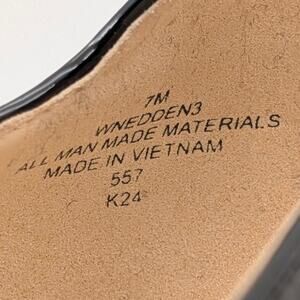 7M
WNEDDEN3
ALL MAN MADE MATERIALS
MADE IN VIETNAM
557
K24